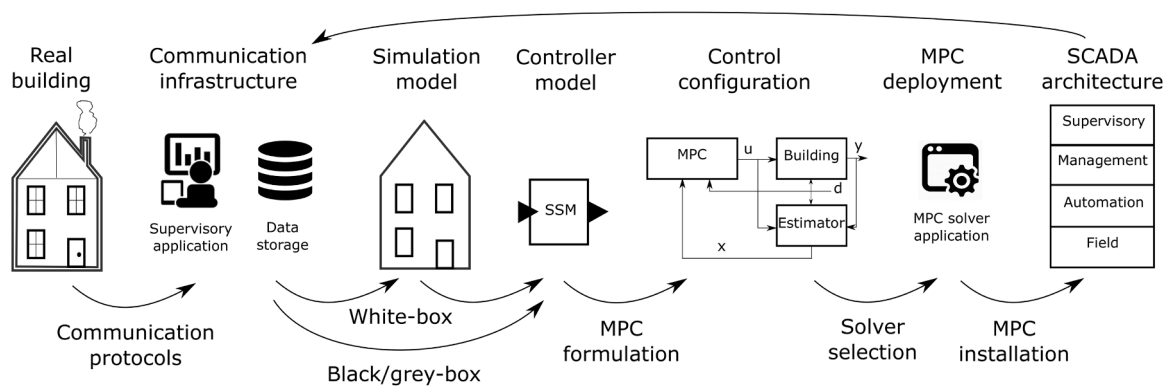 Real
building
Communication
infrastructure
Simulation
model
Controller
model
Control
configuration
MPC
deployment
SCADA
architecture
Supervisory
application
Data
storage
SSM
MPC
u
Building
y
d
Estimator
x
MPC solver
application
Supervisory
Management
Automation
Field
Communication
protocols
White-box
Black/grey-box
MPC
formulation
Solver
selection
MPC
installation